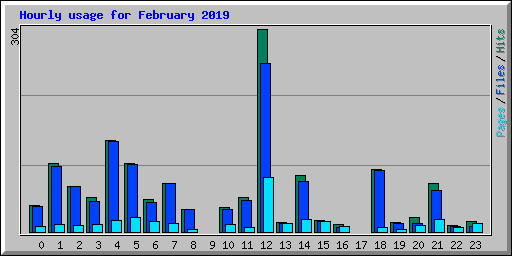 Hourly usage for February 2019
304
Pages/Files/Hits
0 1 2 3 4 5 6 7 8 9 10 11 12 13 14 15 16 17 18 19 20 21 22 23